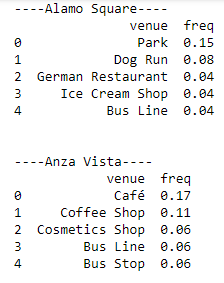 ----Alamo Square----
venue freq
0 Park 0.15
1 Dog Run 0.08
2 German Restaurant 0.04
3 Ice Cream Shop 0.04
4 Bus Line 0.04
----Anza Vista----
venue freq
0 Café 0.17
1 Coffee Shop 0.11
2 Cosmetics Shop 0.06
3 Bus Line 0.06
4 Bus Stop 0.06